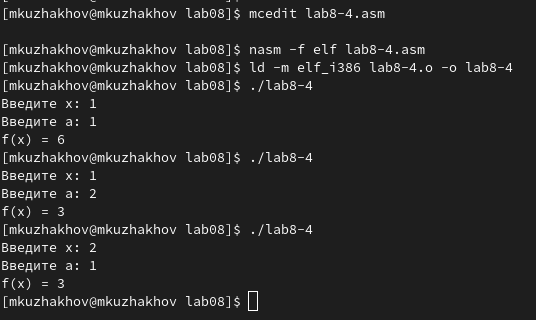 [mkuzhakhov@mkuzhakhov lab08]$ mcedit lab8-4.asm
[mkuzhakhov@mkuzhakhov lab08]$ nasm -f elf lab8-4.asm
[mkuzhakhov@mkuzhakhov lab08]$ ld -m elf_i386 lab8-4.o -o lab8-4
[mkuzhakhov@mkuzhakhov lab08]$ ./lab8-4
Введите x: 1
Введите a: 1
f(x) = 6
[mkuzhakhov@mkuzhakhov lab08]$ ./lab8-4
Введите x: 1
Введите a: 2
f(x) = 3
[mkuzhakhov@mkuzhakhov lab08]$ ./lab8-4
Введите x: 2
Введите a: 1
f(x) = 3
[mkuzhakhov@mkuzhakhov lab08]$